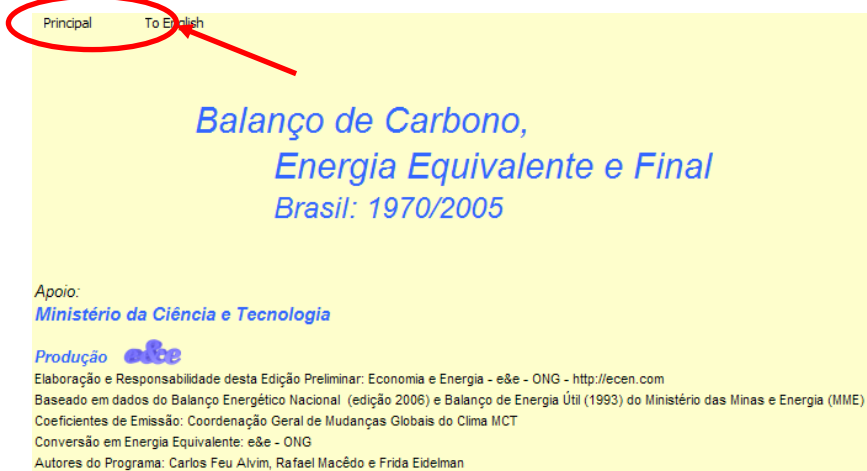 Principal To English
Balanço de Carbono,
Energia Equivalente e Final
Brasil: 1970/2005
Apoio:
Ministério da Ciência e Tecnologia
Produção e&e
Elaboração e Responsabilidade desta Edição Preliminar: Economia e Energia - e&e - ONG - http://ecen.com
Baseado em dados do Balanço Energético Nacional (edição 2006) e Balanço de Energia Útil (1993) do Ministério das Minas e Energia (MME)
Coeficientes de Emissão: Coordenação Geral de Mudanças Globais do Clima MCT
Conversão em Energia Equivalente: e&e - ONG
Autores do Programa: Carlos Feu Alvim, Rafael Macêdo e Frida Eidelman